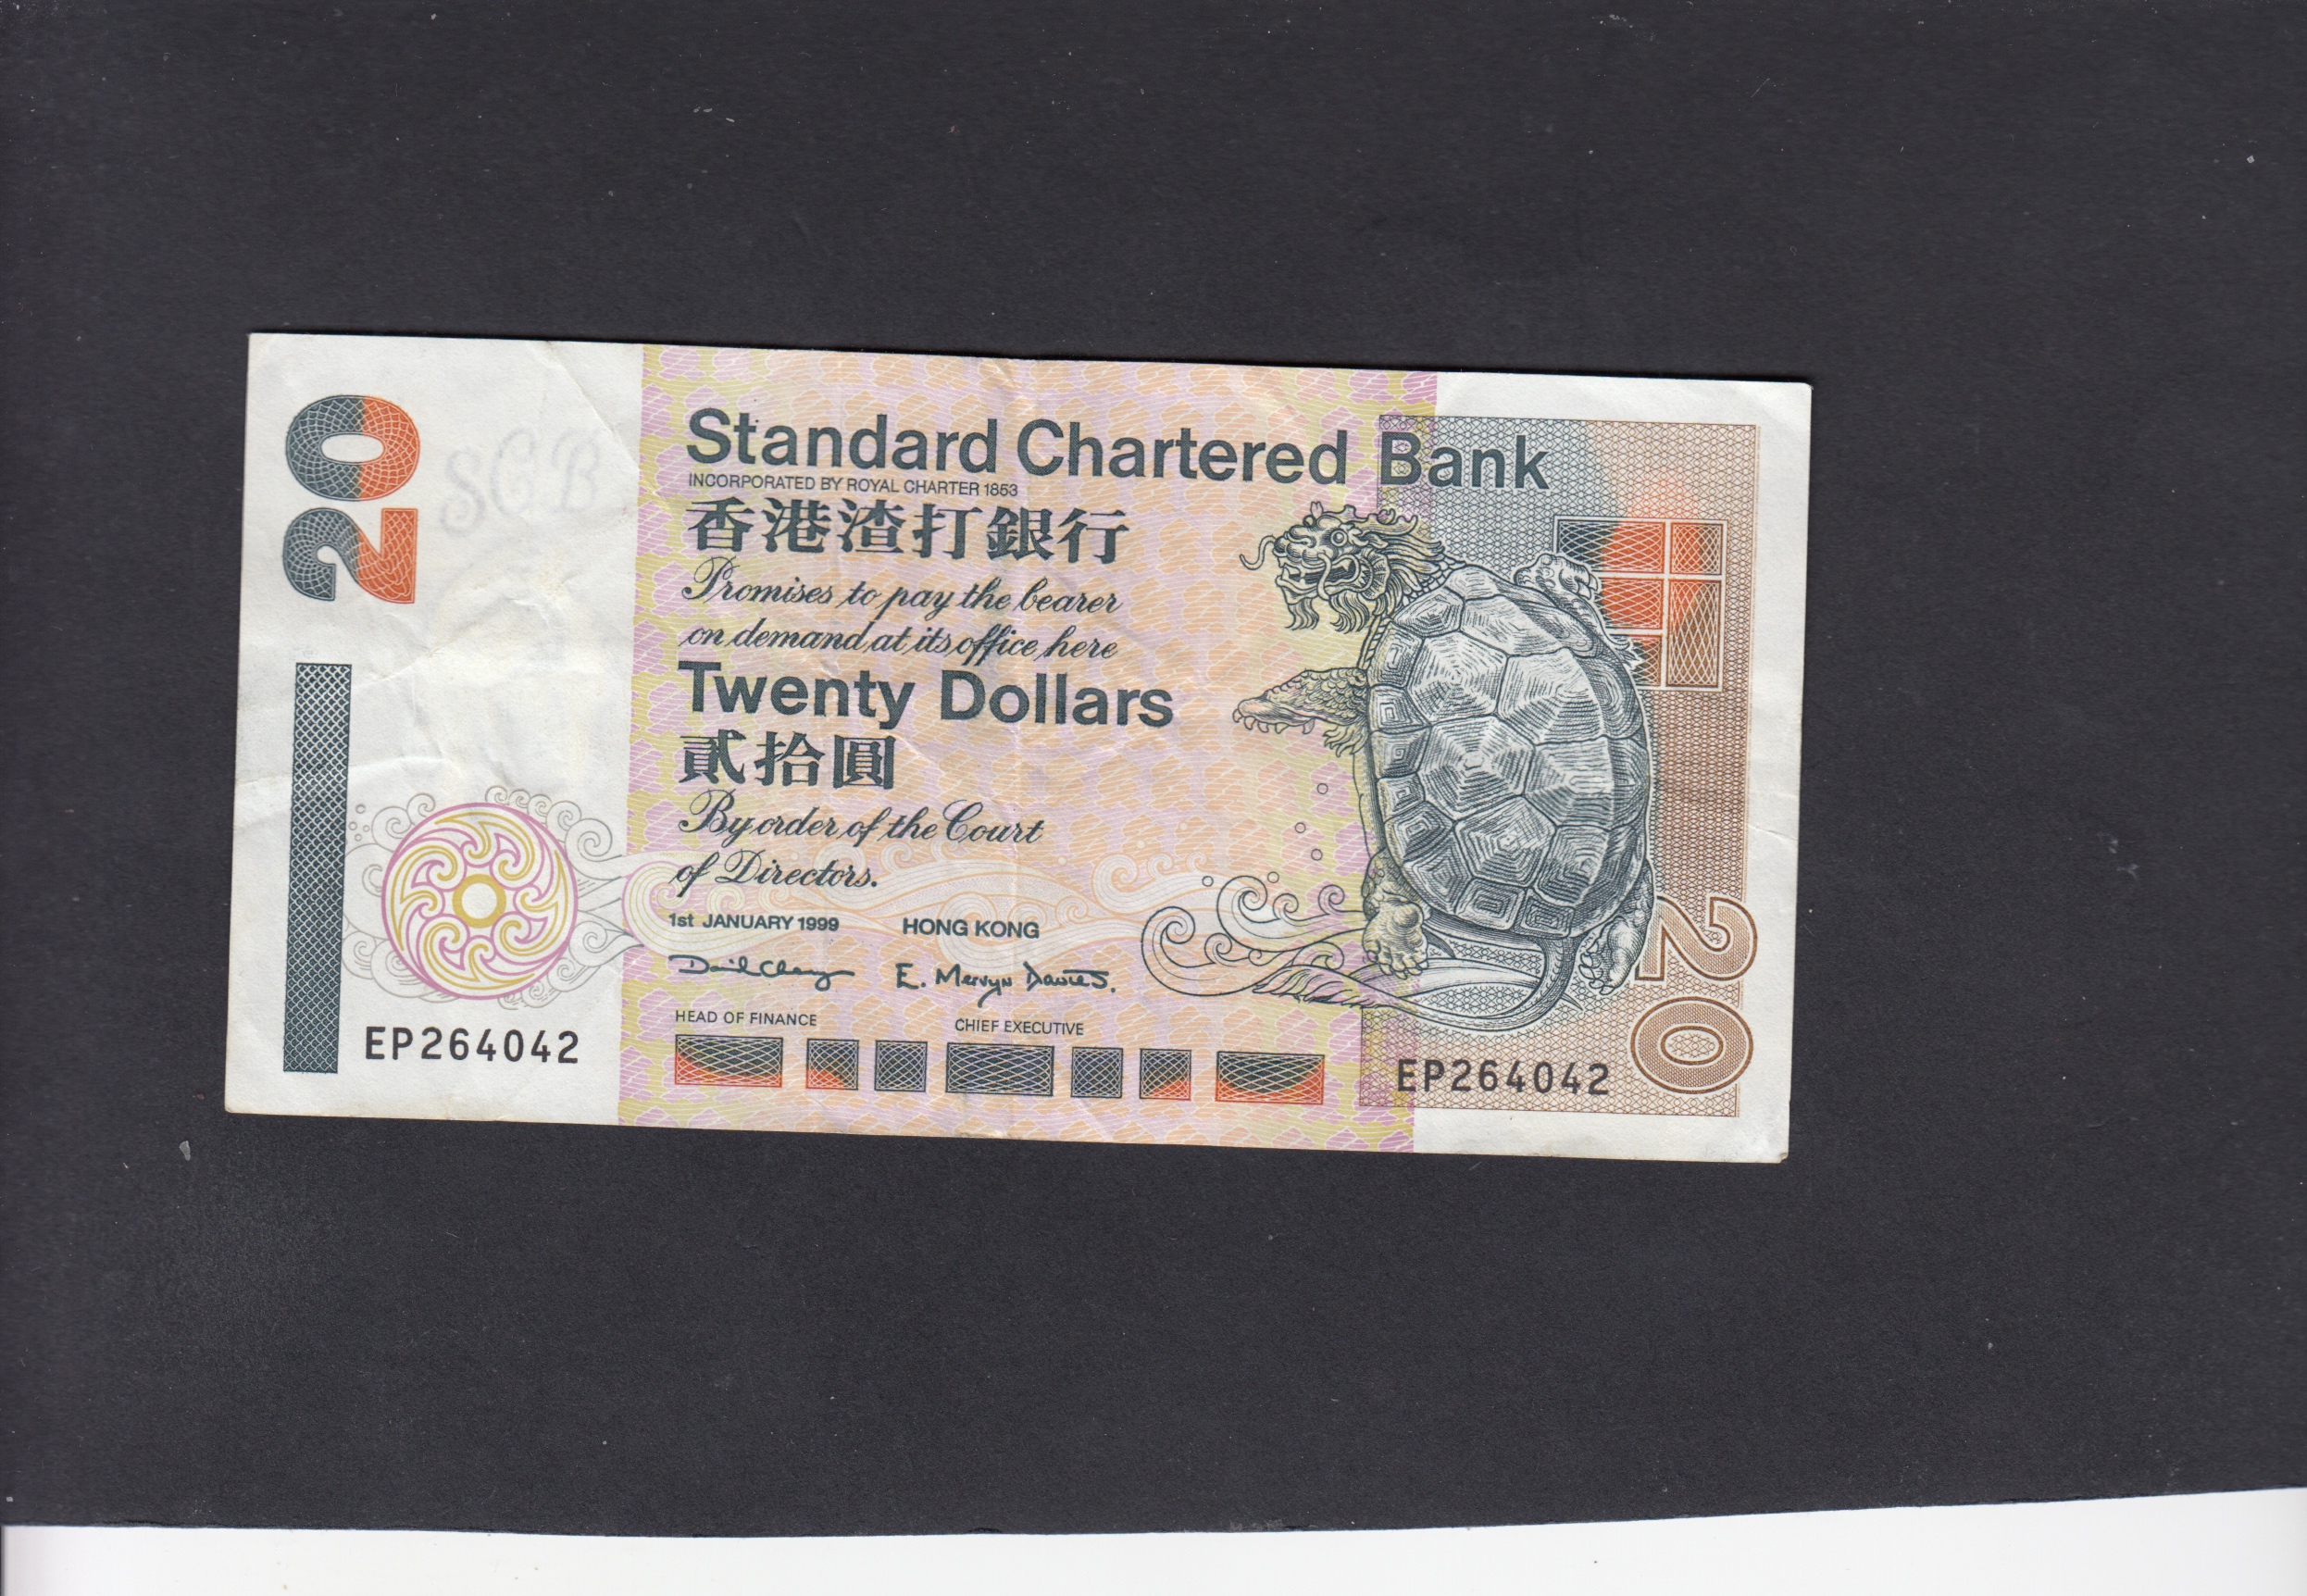 20
SCB
Standard Chartered Bank
INCORPORATED BY ROYAL CHARTER 1853
香港渣打銀行
Promises to pay the bearer
on demand at its office here
Twenty Dollars
貳拾圓
By order of the Court
of Directors.
1st JANUARY 1999 HONG KONG
David Chang E. Mervyn Davies.
HEAD OF FINANCE CHIEF EXECUTIVE
EP264042
EP264042
20